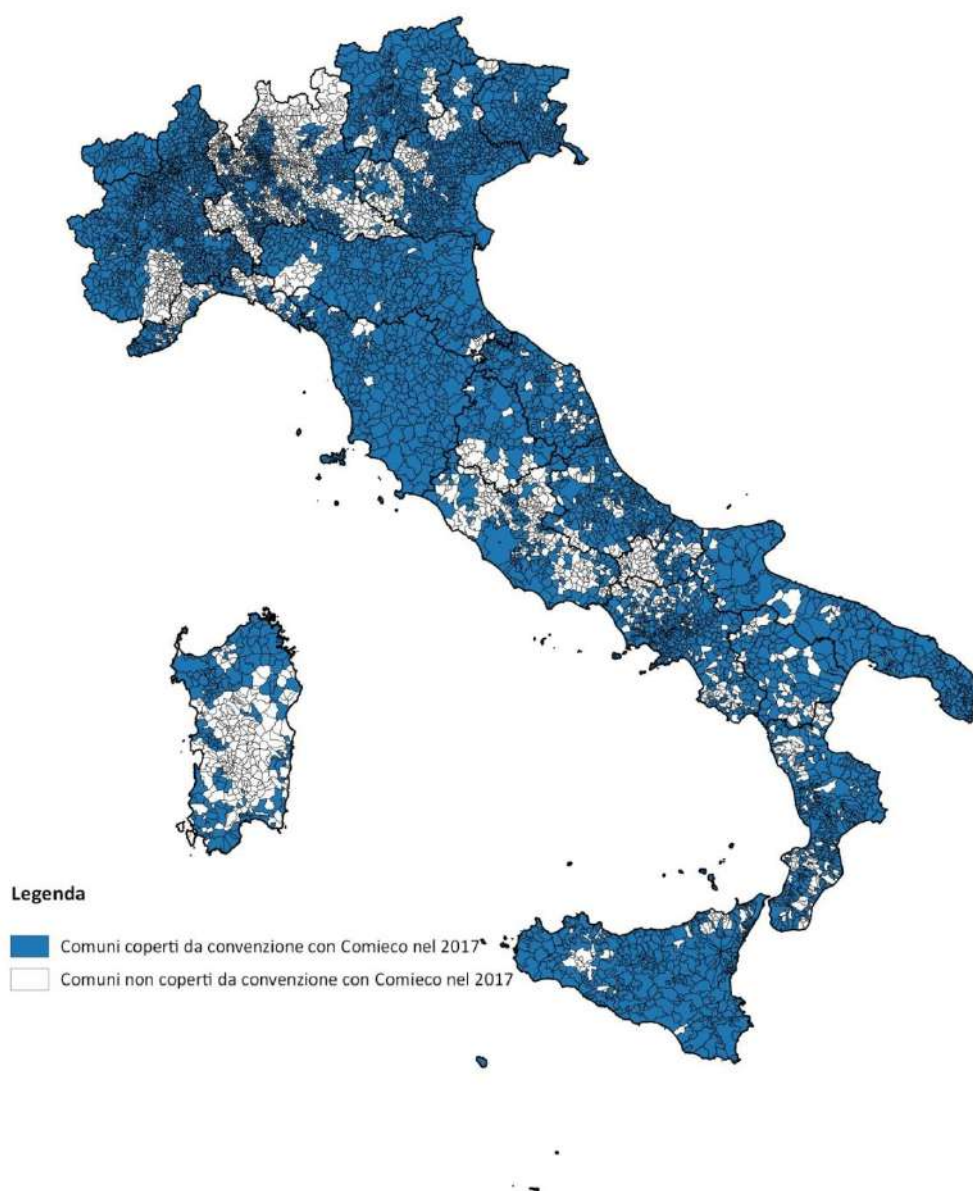 Legenda
Comuni coperti da convenzione con Comieco nel 2017
Comuni non coperti da convenzione con Comieco nel 2017